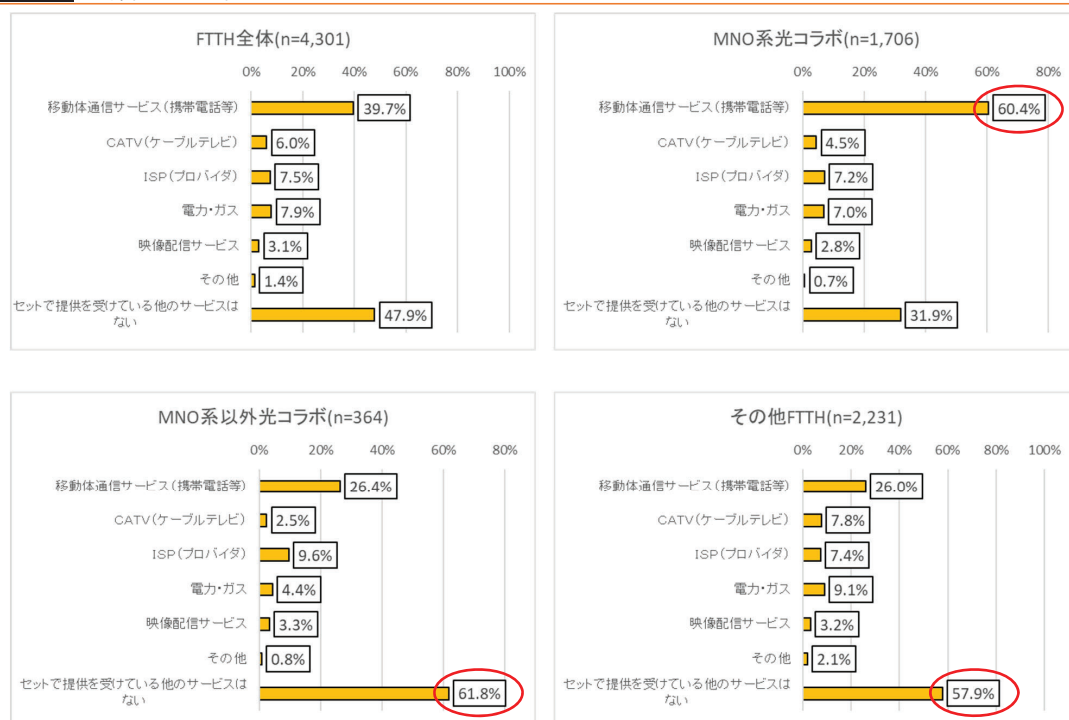 FTTH全体(n=4,301)
0% 20% 40% 60% 80% 100%
移動体通信サービス(携帯電話等) 39.7%
CATV(ケーブルテレビ) 6.0%
ISP(プロバイダ) 7.5%
電力・ガス 7.9%
映像配信サービス 3.1%
その他 1.4%
セットで提供を受けている他のサービスは
ない 47.9%
MNO系光コラボ(n=1,706)
0% 20% 40% 60% 80%
移動体通信サービス(携帯電話等) 60.4%
CATV(ケーブルテレビ) 4.5%
ISP(プロバイダ) 7.2%
電力・ガス 7.0%
映像配信サービス 2.8%
その他 0.7%
セットで提供を受けている他のサービスは
ない 31.9%
MNO系以外光コラボ(n=364)
0% 20% 40% 60% 80%
移動体通信サービス(携帯電話等) 26.4%
CATV(ケーブルテレビ) 2.5%
ISP(プロバイダ) 9.6%
電力・ガス 4.4%
映像配信サービス 3.3%
その他 0.8%
セットで提供を受けている他のサービスは
ない 61.8%
その他FTTH(n=2,231)
0% 20% 40% 60% 80% 100%
移動体通信サービス(携帯電話等) 26.0%
CATV(ケーブルテレビ) 7.8%
ISP(プロバイダ) 7.4%
電力・ガス 9.1%
映像配信サービス 3.2%
その他 2.1%
セットで提供を受けている他のサービスは
ない 57.9%